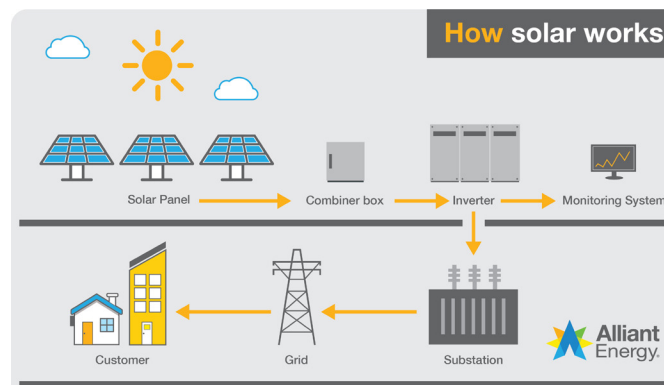 How solar works
Solar Panel
Combiner box
Inverter
Monitoring System
Customer
Grid
Substation
Alliant
Energy.